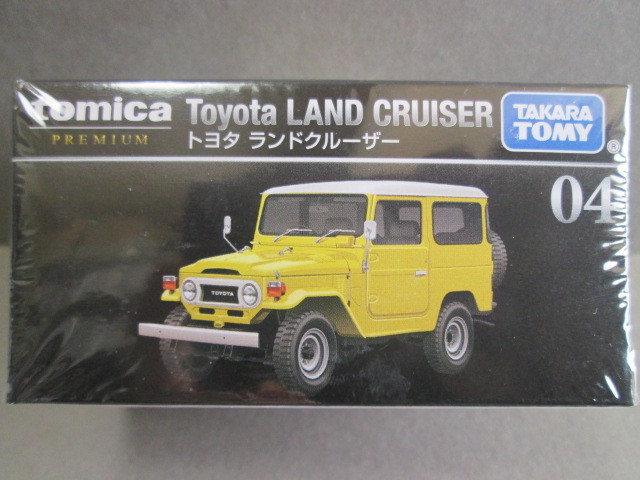 tomica
PREMIUM
Toyota LAND CRUISER
トヨタ ランドクルーザー
TAKARA
TOMY
®
04
TOYOTA